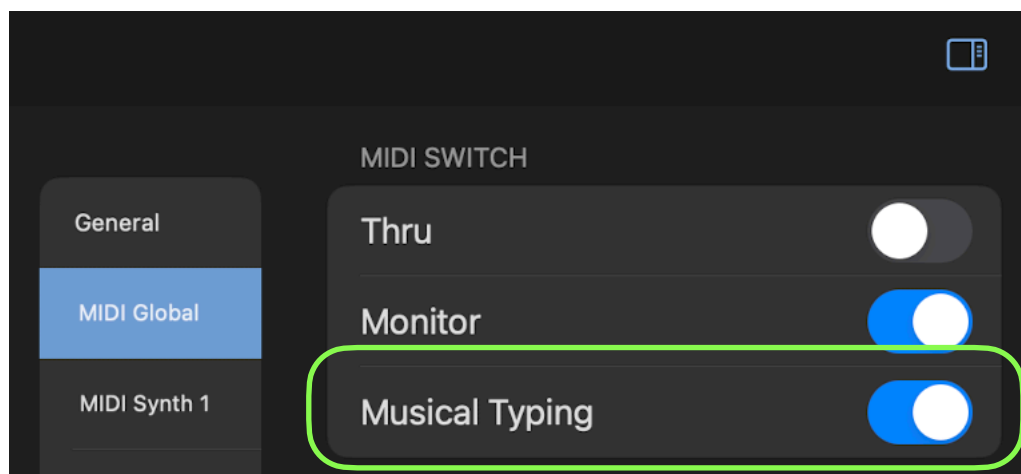 MIDI SWITCH
General
Thru
MIDI Global
Monitor
MIDI Synth 1
Musical Typing